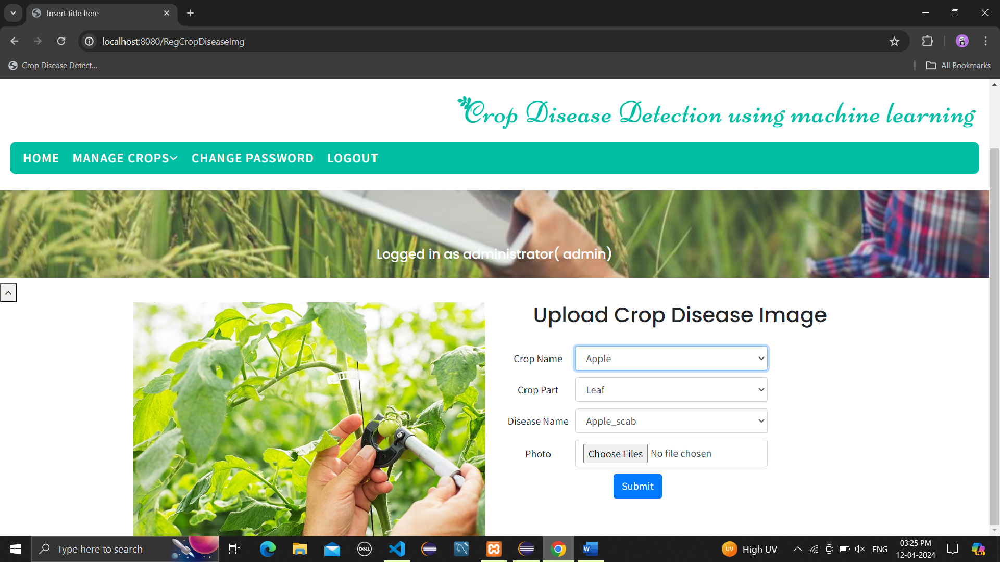 Insert title here
localhost:8080/RegCropDiseaseImg
Crop Disease Detect...
All Bookmarks
Crop Disease Detection using machine learning
HOME MANAGE CROPS CHANGE PASSWORD LOGOUT
Logged in as administrator( admin)
Upload Crop Disease Image
Crop Name Apple
Crop Part Leaf
Disease Name Apple_scab
Photo Choose Files No file chosen
Submit
Type here to search
DELL
W
UV High UV
ENG
03:25 PM
12-04-2024
PRE